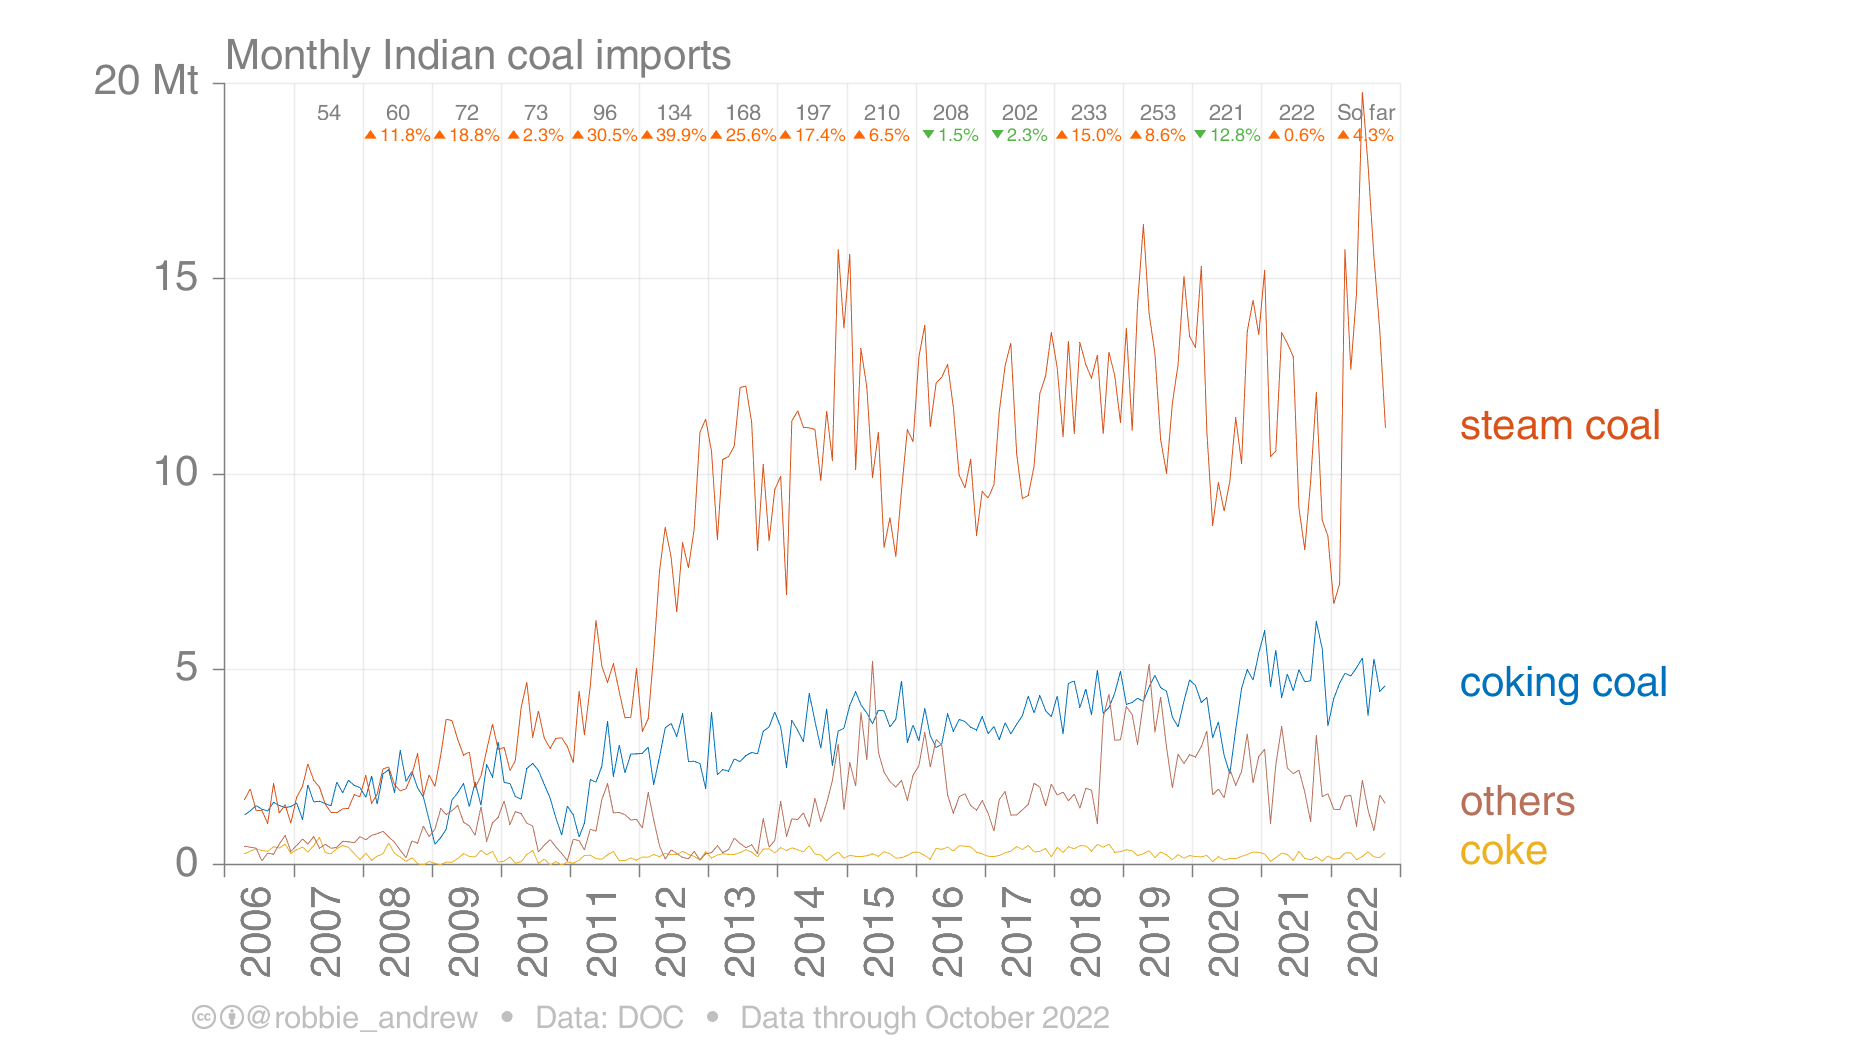 Monthly Indian coal imports
20 Mt
54 60 72 73 96 134 168 197 210 208 202 233 253 221 222 So far
▲ 11.8% ▲ 18.8% ▲ 2.3% ▲ 30.5% ▲ 39.9% ▲ 25.6% ▲ 17.4% ▲ 6.5% ▼ 1.5% ▼ 2.3% ▲ 15.0% ▲ 8.6% ▼ 12.8% ▲ 0.6% ▲ 4.3%
15
10
5
0
steam coal
coking coal
others
coke
2006 2007 2008 2009 2010 2011 2012 2013 2014 2015 2016 2017 2018 2019 2020 2021 2022
@robbie_andrew • Data: DOC • Data through October 2022